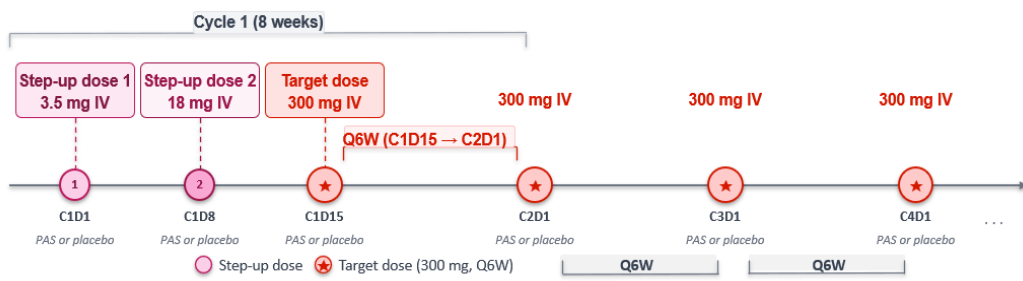 Cycle 1 (8 weeks)
Step-up dose 1
3.5 mg IV
Step-up dose 2
18 mg IV
Target dose
300 mg IV
300 mg IV
300 mg IV
300 mg IV
Q6W (C1D15 → C2D1)
1
2
C1D1
C1D8
C1D15
C2D1
C3D1
C4D1
...
PAS or placebo
PAS or placebo
PAS or placebo
PAS or placebo
PAS or placebo
PAS or placebo
Step-up dose
Target dose (300 mg, Q6W)
Q6W
Q6W